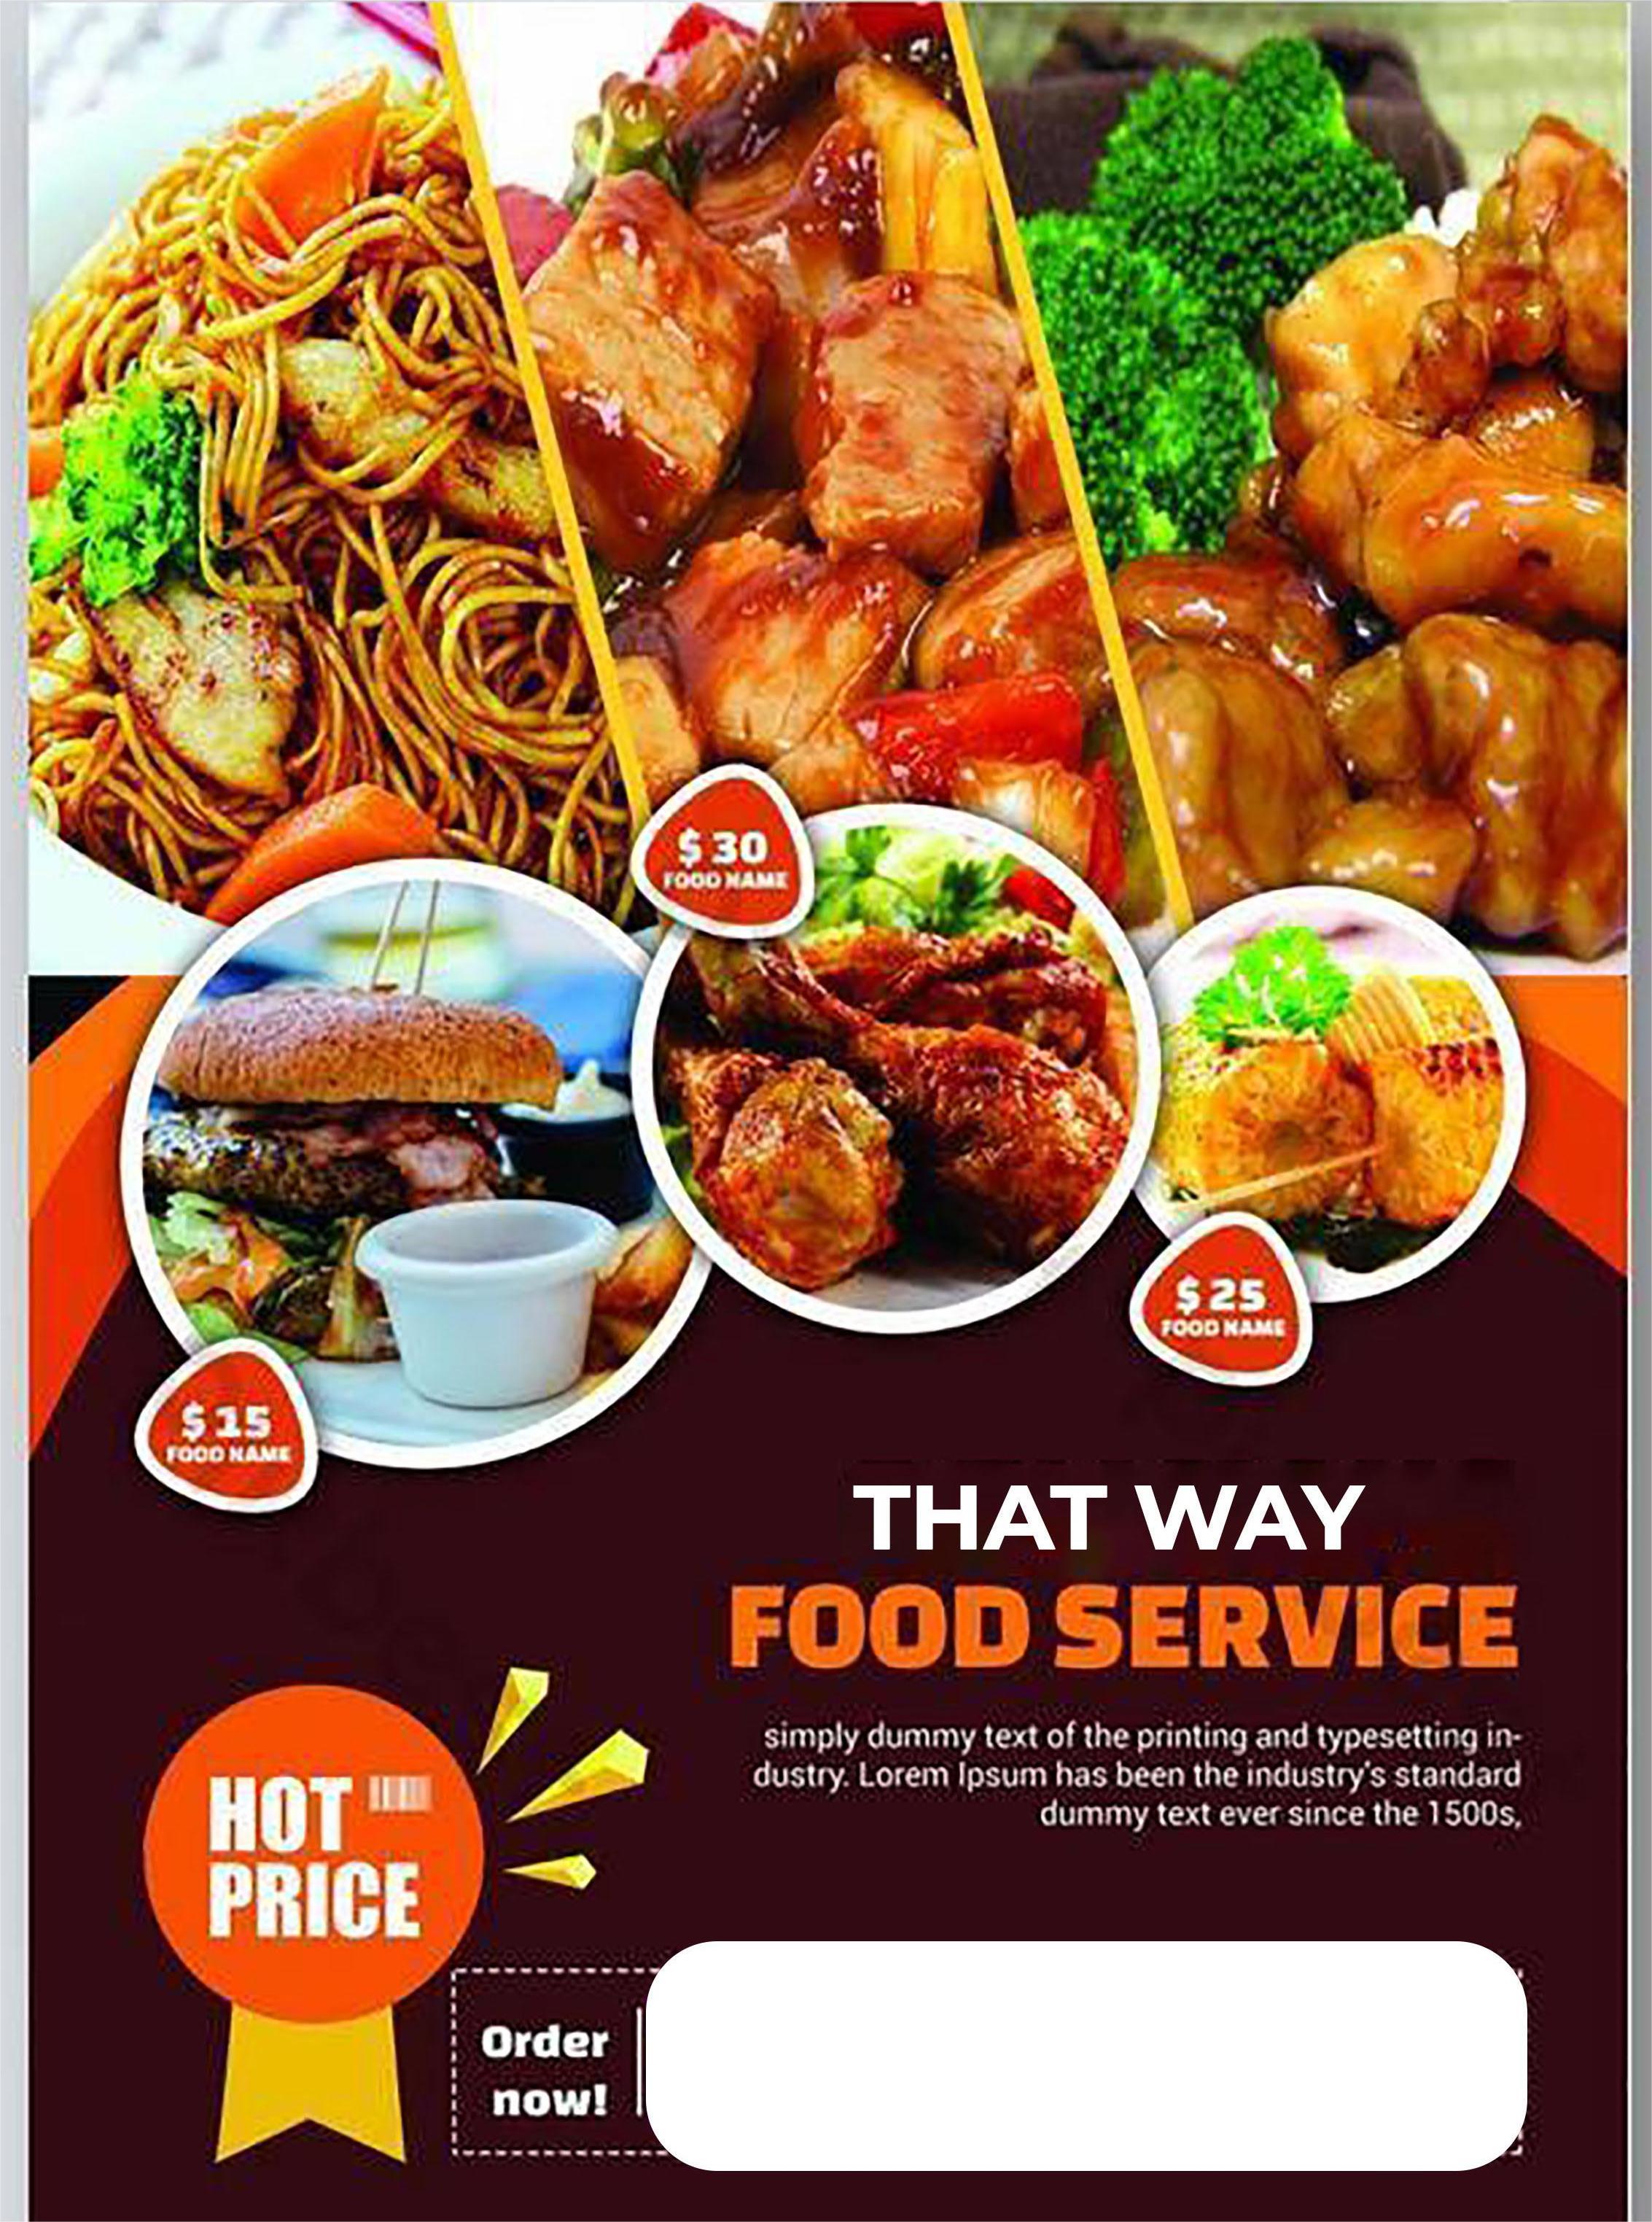 $ 30
FOOD NAME
$ 25
FOOD NAME
$ 15
FOOD NAME
THAT WAY
FOOD SERVICE
simply dummy text of the printing and typesetting in-
dustry. Lorem Ipsum has been the industry's standard
dummy text ever since the 1500s,
HOT
PRICE
Order
now!